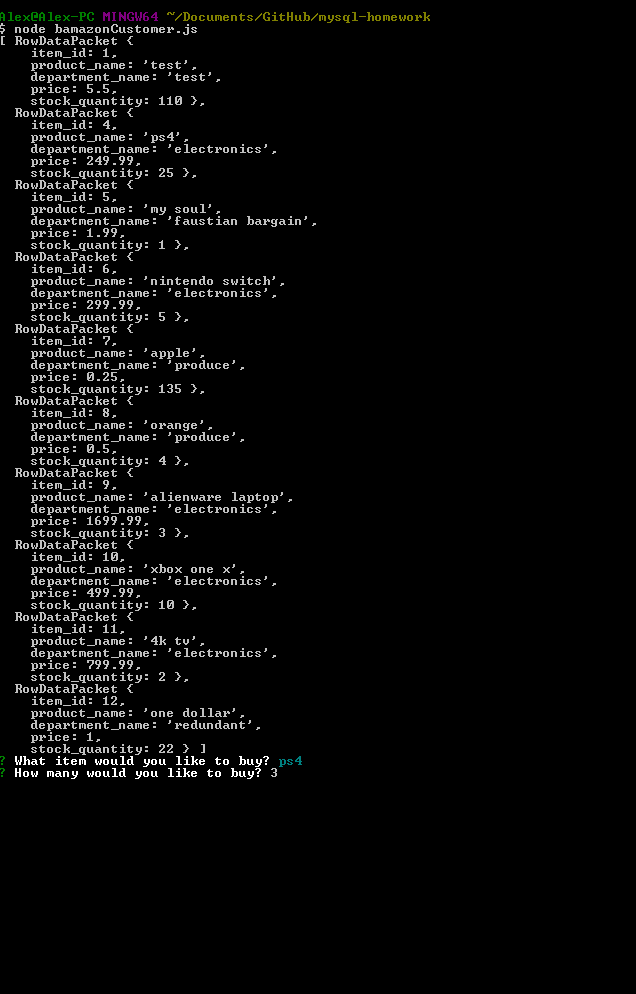 Alex@Alex-PC MINGW64 ~/Documents/GitHub/mysql-homework
$ node bamazonCustomer.js
[ RowDataPacket {
    item_id: 1,
    product_name: 'test',
    department_name: 'test',
    price: 5.5,
    stock_quantity: 110 },
  RowDataPacket {
    item_id: 4,
    product_name: 'ps4',
    department_name: 'electronics',
    price: 249.99,
    stock_quantity: 25 },
  RowDataPacket {
    item_id: 5,
    product_name: 'my soul',
    department_name: 'faustian bargain',
    price: 1.99,
    stock_quantity: 1 },
  RowDataPacket {
    item_id: 6,
    product_name: 'nintendo switch',
    department_name: 'electronics',
    price: 299.99,
    stock_quantity: 5 },
  RowDataPacket {
    item_id: 7,
    product_name: 'apple',
    department_name: 'produce',
    price: 0.25,
    stock_quantity: 135 },
  RowDataPacket {
    item_id: 8,
    product_name: 'orange',
    department_name: 'produce',
    price: 0.5,
    stock_quantity: 4 },
  RowDataPacket {
    item_id: 9,
    product_name: 'alienware laptop',
    department_name: 'electronics',
    price: 1699.99,
    stock_quantity: 3 },
  RowDataPacket {
    item_id: 10,
    product_name: 'xbox one x',
    department_name: 'electronics',
    price: 499.99,
    stock_quantity: 10 },
  RowDataPacket {
    item_id: 11,
    product_name: '4k tv',
    department_name: 'electronics',
    price: 799.99,
    stock_quantity: 2 },
  RowDataPacket {
    item_id: 12,
    product_name: 'one dollar',
    department_name: 'redundant',
    price: 1,
    stock_quantity: 22 } ]
? What item would you like to buy? ps4
? How many would you like to buy? 3